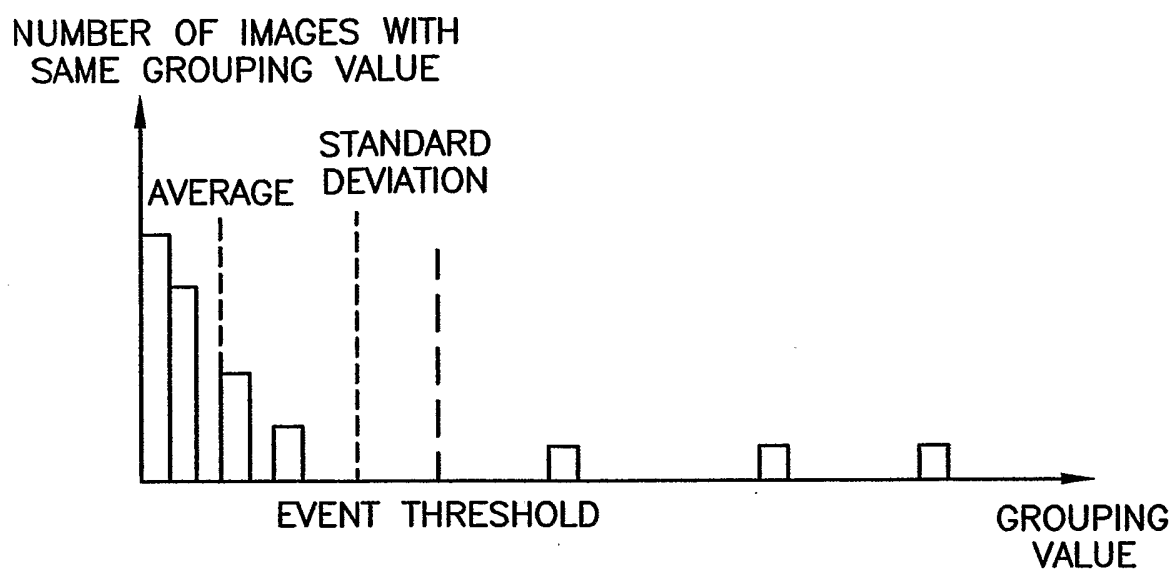 NUMBER OF IMAGES WITH
SAME GROUPING VALUE
STANDARD
DEVIATION
AVERAGE
EVENT THRESHOLD
GROUPING
VALUE